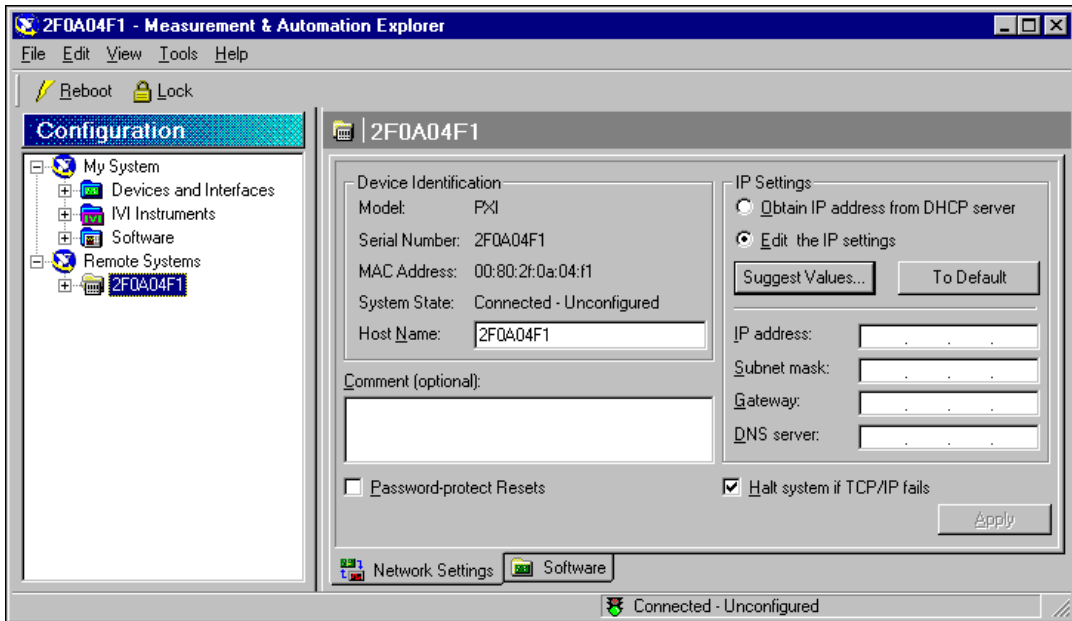 2F0A04F1 - Measurement & Automation Explorer
File Edit View Tools Help
Reboot Lock
Configuration
My System
Devices and Interfaces
IVI Instruments
Software
Remote Systems
2F0A04F1
2F0A04F1
Device Identification
Model: PXI
Serial Number: 2F0A04F1
MAC Address: 00:80:2f:0a:04:f1
System State: Connected - Unconfigured
Host Name: 2F0A04F1
Comment (optional):
Password-protect Resets
IP Settings
Obtain IP address from DHCP server
Edit the IP settings
Suggest Values... To Default
IP address: . . .
Subnet mask: . . .
Gateway: . . .
DNS server: . . .
Halt system if TCP/IP fails
Apply
Network Settings Software
Connected - Unconfigured